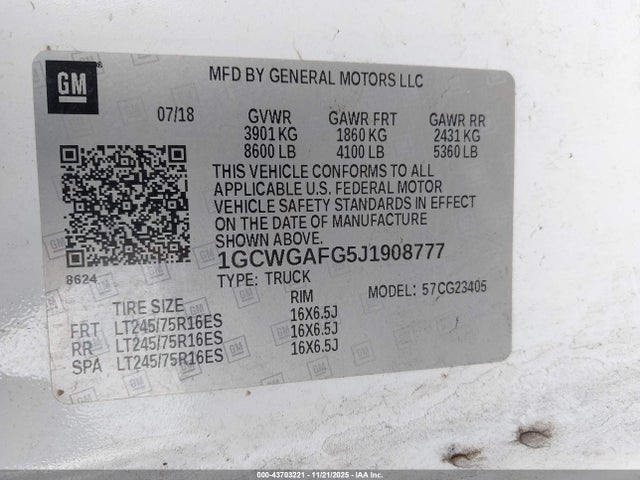 GM
MFD BY GENERAL MOTORS LLC
07/18
GVWR GAWR FRT GAWR RR
3901 KG 1860 KG 2431 KG
8600 LB 4100 LB 5360 LB
THIS VEHICLE CONFORMS TO ALL
APPLICABLE U.S. FEDERAL MOTOR
VEHICLE SAFETY STANDARDS IN EFFECT
ON THE DATE OF MANUFACTURE
SHOWN ABOVE.
8624
1GCWGAFG5J1908777
TYPE: TRUCK
MODEL: 57CG23405
TIRE SIZE RIM
FRT LT245/75R16ES 16X6.5J
RR LT245/75R16ES 16X6.5J
SPA LT245/75R16ES 16X6.5J
000-43703221 - 11/21/2025 - IAA